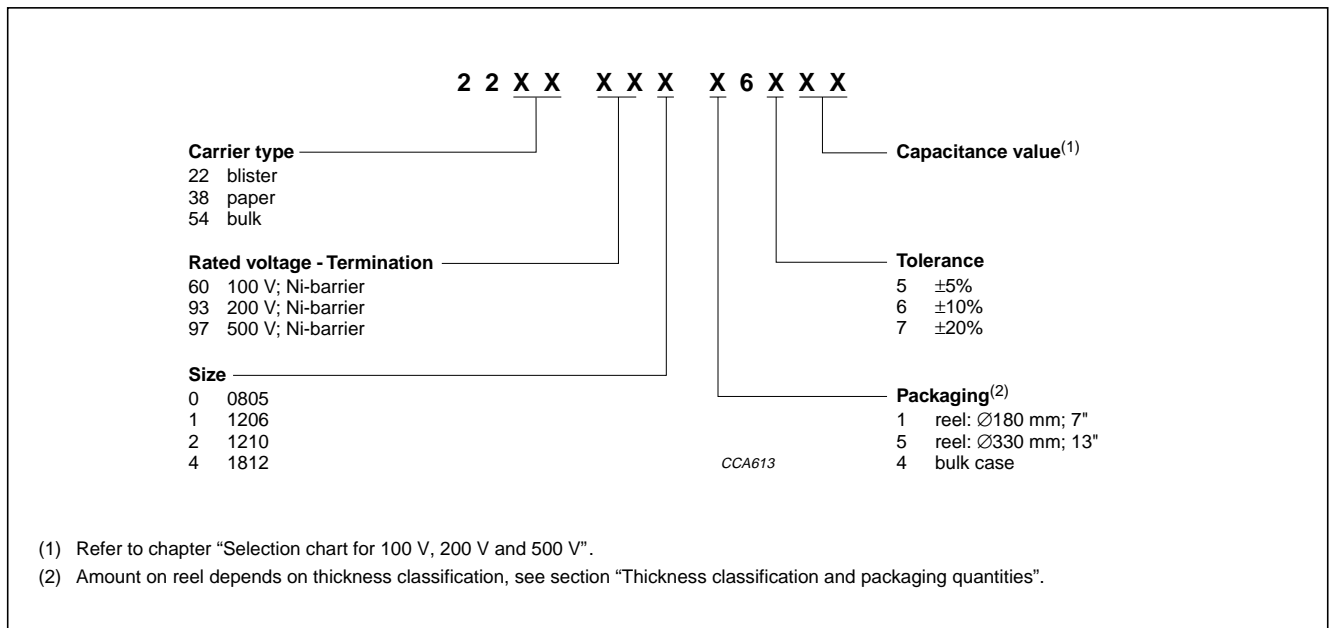 2 2 X X X X X X 6 X X X
Carrier type
22 blister
38 paper
54 bulk
Rated voltage - Termination
60 100 V; Ni-barrier
93 200 V; Ni-barrier
97 500 V; Ni-barrier
Size
0 0805
1 1206
2 1210
4 1812
Capacitance value(1)
Tolerance
5 ±5%
6 ±10%
7 ±20%
Packaging(2)
1 reel: ∅180 mm; 7"
5 reel: ∅330 mm; 13"
4 bulk case
CCA613
(1) Refer to chapter “Selection chart for 100 V, 200 V and 500 V”.
(2) Amount on reel depends on thickness classification, see section “Thickness classification and packaging quantities”.